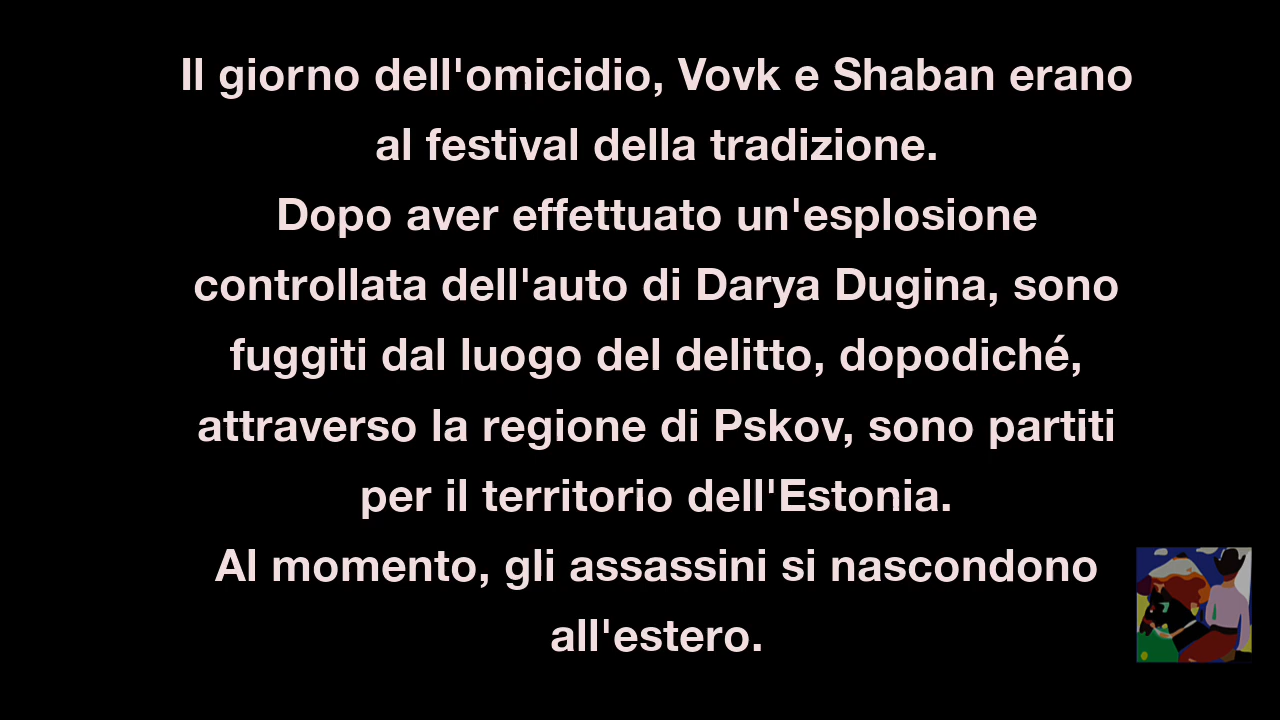 Il giorno dell'omicidio, Vovk e Shaban erano
al festival della tradizione.
Dopo aver effettuato un'esplosione
controllata dell'auto di Darya Dugina, sono
fuggiti dal luogo del delitto, dopodiché,
attraverso la regione di Pskov, sono partiti
per il territorio dell'Estonia.
Al momento, gli assassini si nascondono
all'estero.